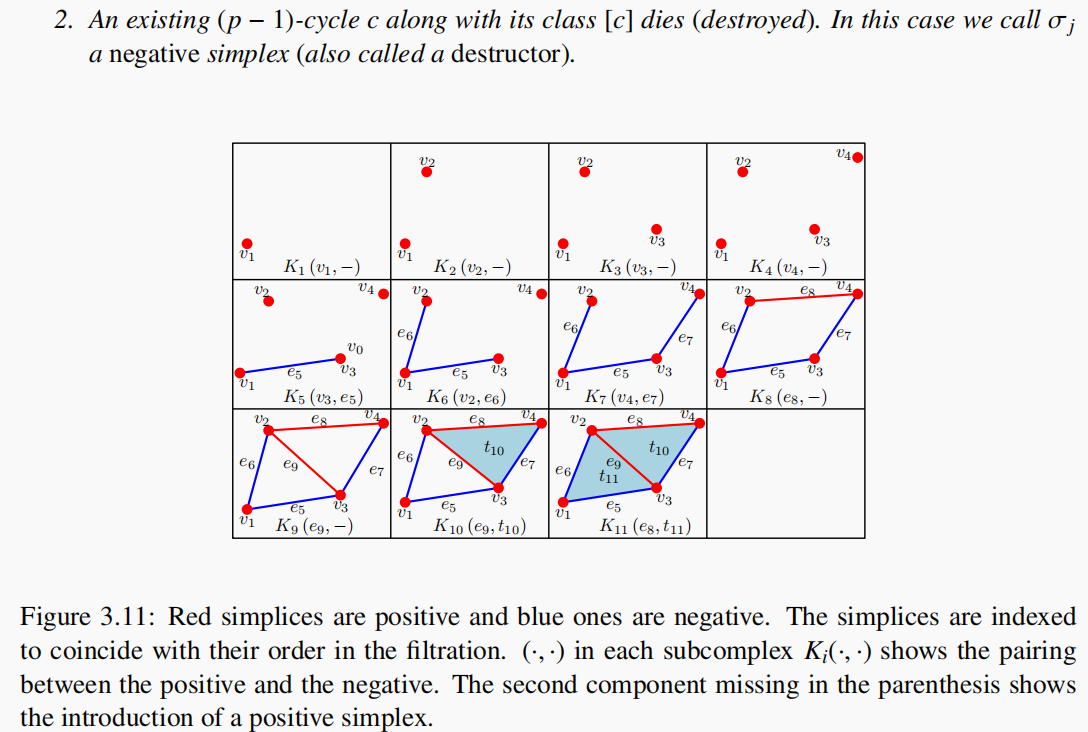 2. An existing (p − 1)-cycle c along with its class [c] dies (destroyed). In this case we call σj
a negative simplex (also called a destructor).
v2 v2 v2 v4
v3 v3
v1 v1 v1 v1
K1 (v1, −) K2 (v2, −) K3 (v3, −) K4 (v4, −)
v2 v4 v2 v4 v2 v4 v2 e8 v4
e6 e6 e7 e6 e7
v0
e5 v3 e5 v3 e5 v3 e5 v3
v1 v1 v1 v1
K5 (v3, e5) K6 (v2, e6) K7 (v4, e7) K8 (e8, −)
v2 e8 v4 v2 e8 v4 v2 e8 v4
t10 t10
e6 e9 e7 e6 e9 e7 e6 e9 e7
t11
e5 v3 e5 v3 e5 v3
v1 v1 v1
K9 (e9, −) K10 (e9, t10) K11 (e8, t11)
Figure 3.11: Red simplices are positive and blue ones are negative. The simplices are indexed
to coincide with their order in the filtration. (·, ·) in each subcomplex Ki(·, ·) shows the pairing
between the positive and the negative. The second component missing in the parenthesis shows
the introduction of a positive simplex.